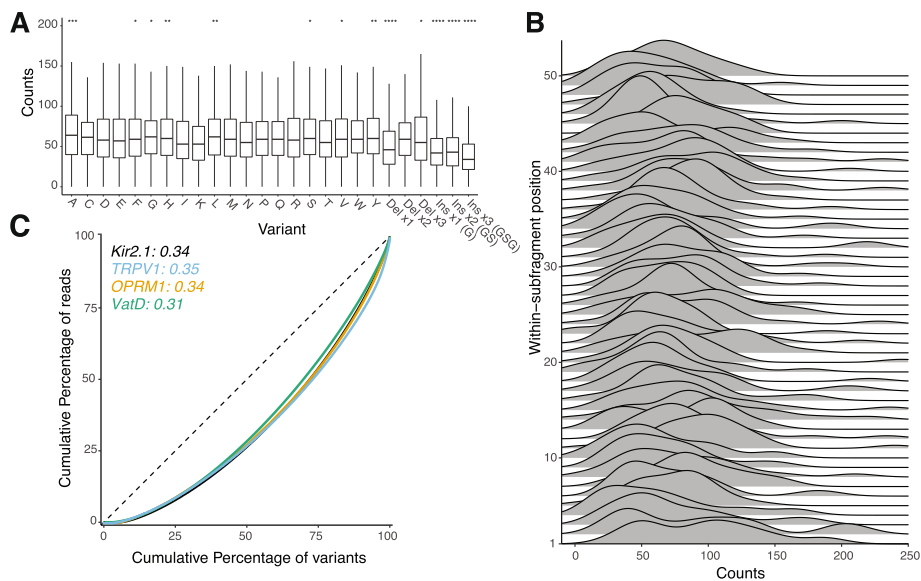 A
200
150
100
50
0
Counts
*** * * ** ** * * ** **** * **** **** ****
A C D E F G H I K L M N P Q R S T V W Y Del x1 Del x2 Del x3 Ins x1 (G) Ins x2 (GS) Ins x3 (GSG)
Variant
C
100
75
50
25
0
Cumulative Percentage of reads
Kir2.1: 0.34
TRPV1: 0.35
OPRM1: 0.34
VatD: 0.31
0 25 50 75 100
Cumulative Percentage of variants
B
50
40
30
20
10
1
Within-subfragment position
0 50 100 150 200 250
Counts